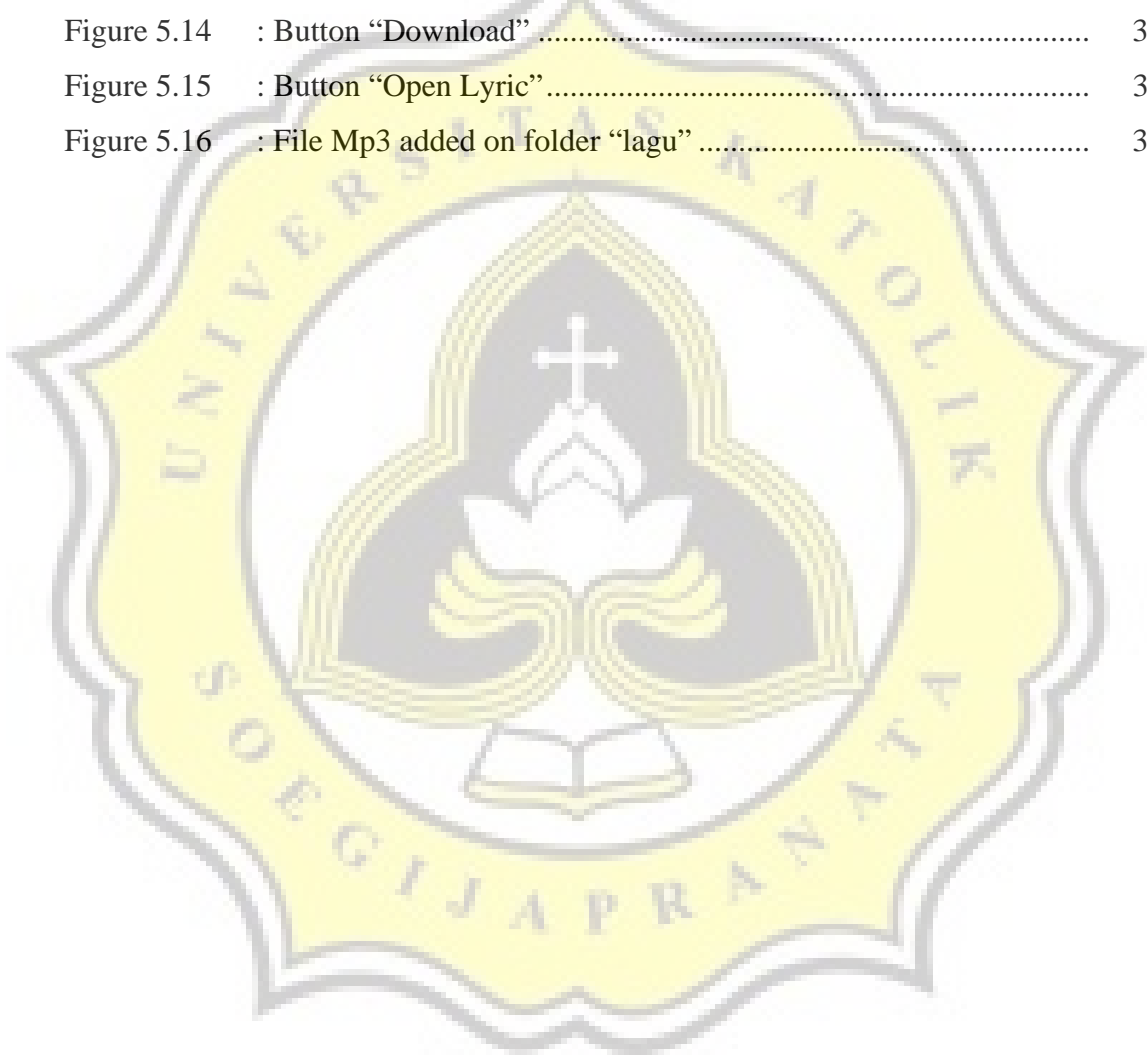 Figure 5.14 : Button “Download” ........................................................................ 3
Figure 5.15 : Button “Open Lyric” ....................................................................... 3
Figure 5.16 : File Mp3 added on folder “lagu” ................................................... 3
UNIVERSITAS KATOLIK
SOEGIJAPRANATA